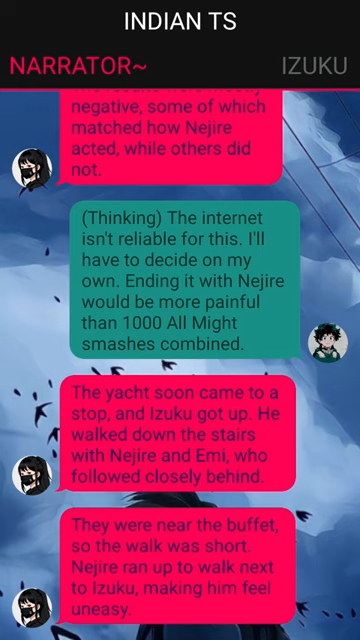 INDIAN TS
NARRATOR~ IZUKU
The results were mostly
negative, some of which
matched how Nejire
acted, while others did
not.
(Thinking) The internet
isn't reliable for this. I'll
have to decide on my
own. Ending it with Nejire
would be more painful
than 1000 All Might
smashes combined.
The yacht soon came to a
stop, and Izuku got up. He
walked down the stairs
with Nejire and Emi, who
followed closely behind.
They were near the buffet,
so the walk was short.
Nejire ran up to walk next
to Izuku, making him feel
uneasy.